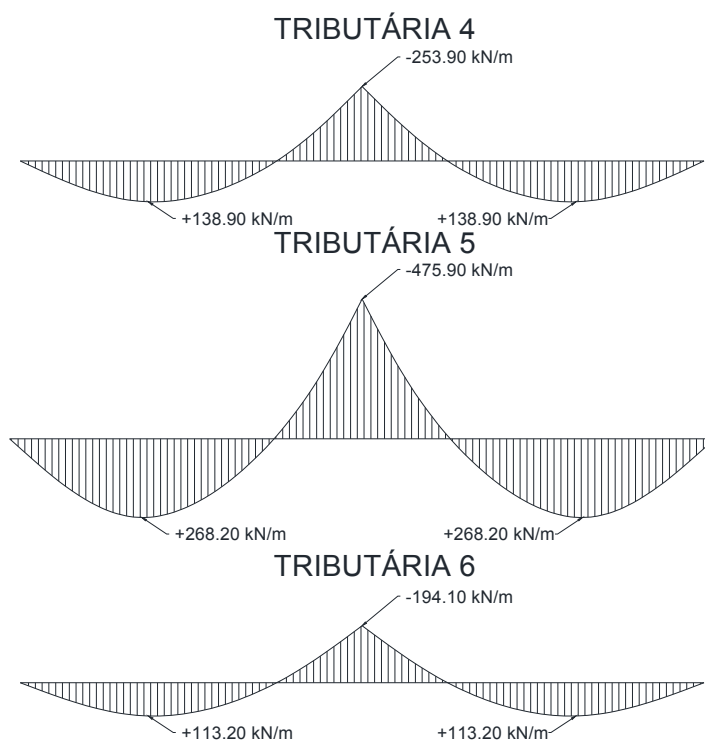 TRIBUTÁRIA 4
-253.90 kN/m
+138.90 kN/m +138.90 kN/m
TRIBUTÁRIA 5
-475.90 kN/m
+268.20 kN/m +268.20 kN/m
TRIBUTÁRIA 6
-194.10 kN/m
+113.20 kN/m +113.20 kN/m